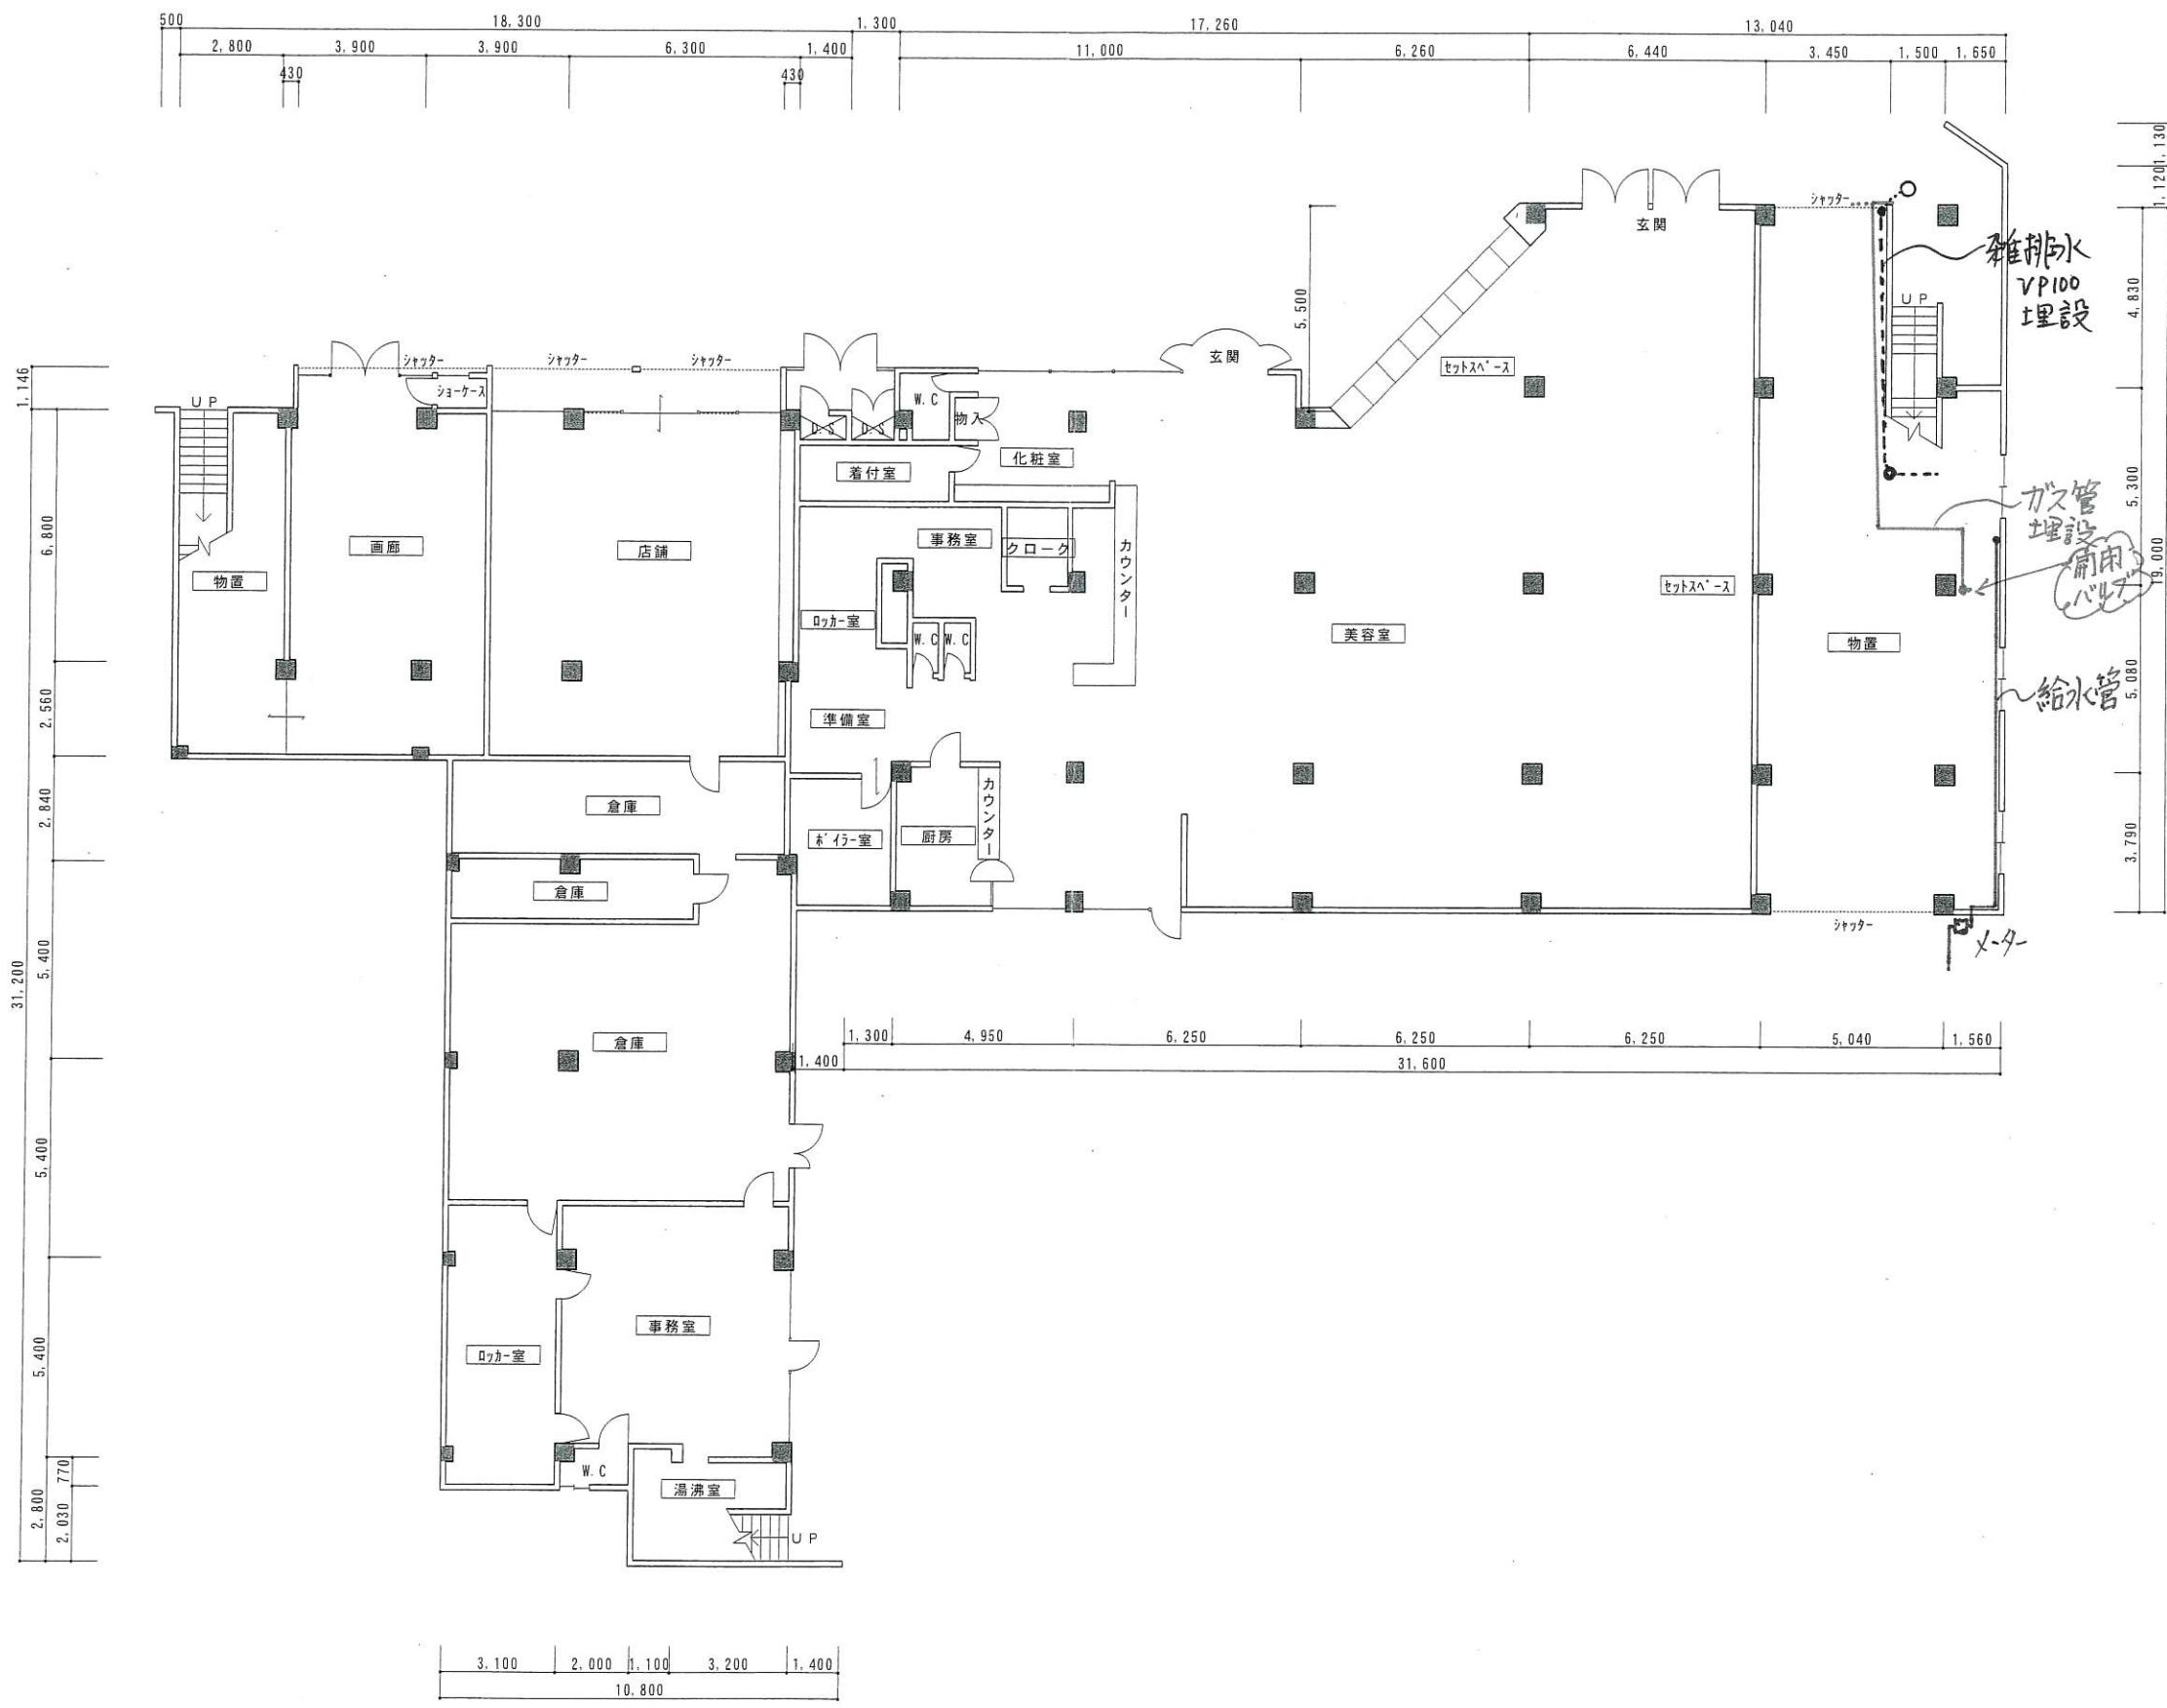 500
18,300
1,300
17,260
13,040
2,800
3,900
3,900
6,300
1,400
11,000
6,260
6,440
3,450
1,500
1,650
430
430
1,130
1,120
シャッター
玄関
雑排水
VP100
埋設
4,830
UP
5,500
玄関
セットスペース
シャッター
シャッター
シャッター
ショーケース
1,146
UP
W.C
物入
D.S
D.S
化粧室
着付室
5,300
ガス管
埋設
19,000
6,800
画廊
店舗
事務室
クローク
カウンター
バルブ
物置
セットスペース
ロッカー室
W.C
W.C
美容室
物置
5,080
給水管
2,560
準備室
2,840
倉庫
ボイラー室
厨房
カウンター
3,790
倉庫
シャッター
メーター
5,400
31,200
倉庫
1,300
4,950
6,250
6,250
6,250
5,040
1,560
1,400
31,600
5,400
事務室
ロッカー室
5,400
W.C
湯沸室
770
2,800
2,030
UP
3,100
2,000
1,100
3,200
1,400
10,800